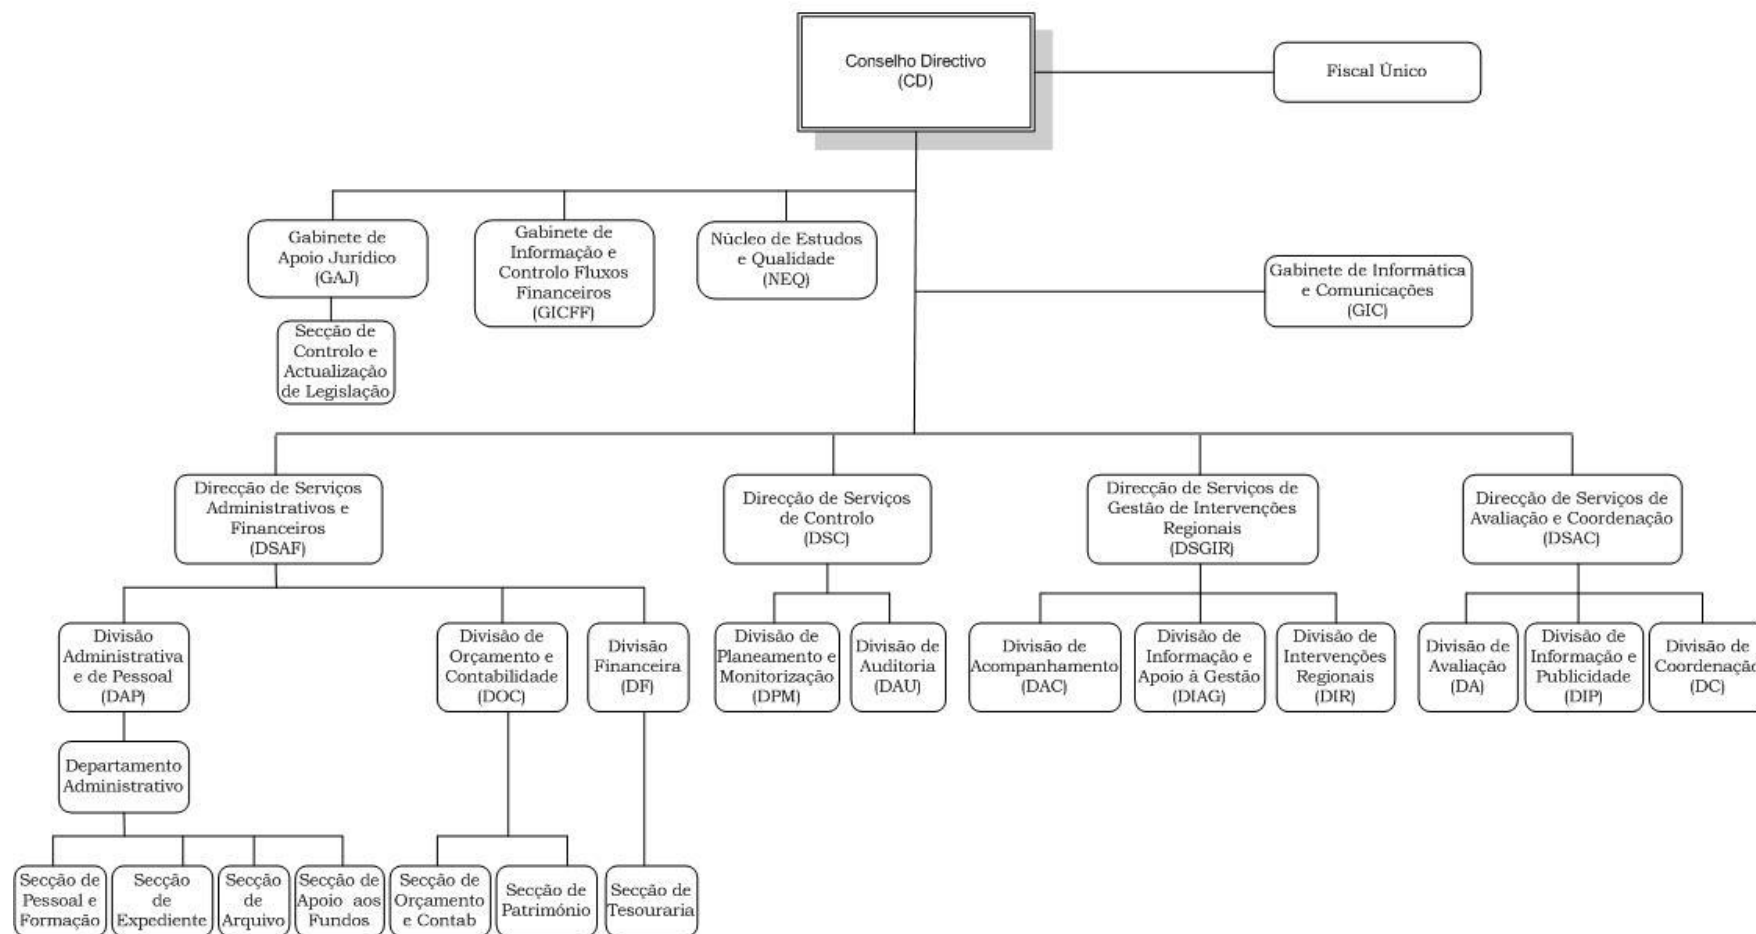 Conselho Directivo
(CD)
Fiscal Único
Gabinete de
Apoio Jurídico
(GAJ)
Gabinete de
Informação e
Controlo Fluxos
Financeiros
(GICFF)
Núcleo de Estudos
e Qualidade
(NEQ)
Gabinete de Informática
e Comunicações
(GIC)
Secção de
Controlo e
Actualização
de Legislação
Direcção de Serviços
Administrativos e
Financeiros
(DSAF)
Direcção de Serviços
de Controlo
(DSC)
Direcção de Serviços de
Gestão de Intervenções
Regionais
(DSGIR)
Direcção de Serviços de
Avaliação e Coordenação
(DSAC)
Divisão
Administrativa
e de Pessoal
(DAP)
Divisão de
Orçamento e
Contabilidade
(DOC)
Divisão
Financeira
(DF)
Divisão de
Planeamento e
Monitorização
(DPM)
Divisão de
Auditoria
(DAU)
Divisão de
Acompanhamento
(DAC)
Divisão de
Informação e
Apoio à Gestão
(DIAG)
Divisão de
Intervenções
Regionais
(DIR)
Divisão de
Avaliação
(DA)
Divisão de
Informação e
Publicidade
(DIP)
Divisão de
Coordenação
(DC)
Departamento
Administrativo
Secção de
Pessoal e
Formação
Secção
de
Expediente
Secção
de
Arquivo
Secção de
Apoio aos
Fundos
Secção de
Orçamento
e Contab
Secção de
Património
Secção de
Tesouraria